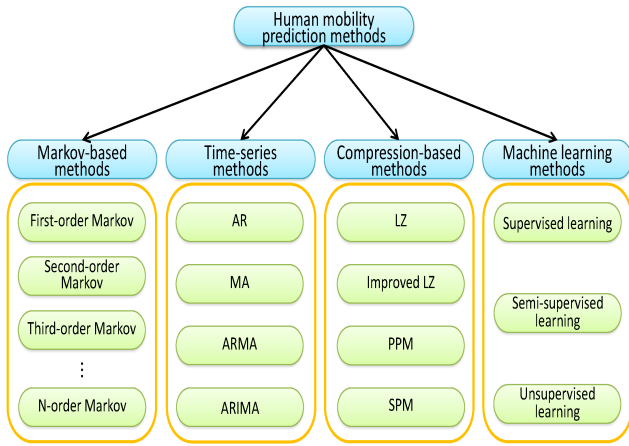 Human mobility
prediction methods
Markov-based
methods
Time-series
methods
Compression-based
methods
Machine learning
methods
First-order Markov
Second-order
Markov
Third-order Markov
⋮
N-order Markov
AR
MA
ARMA
ARIMA
LZ
Improved LZ
PPM
SPM
Supervised learning
Semi-supervised
learning
Unsupervised
learning